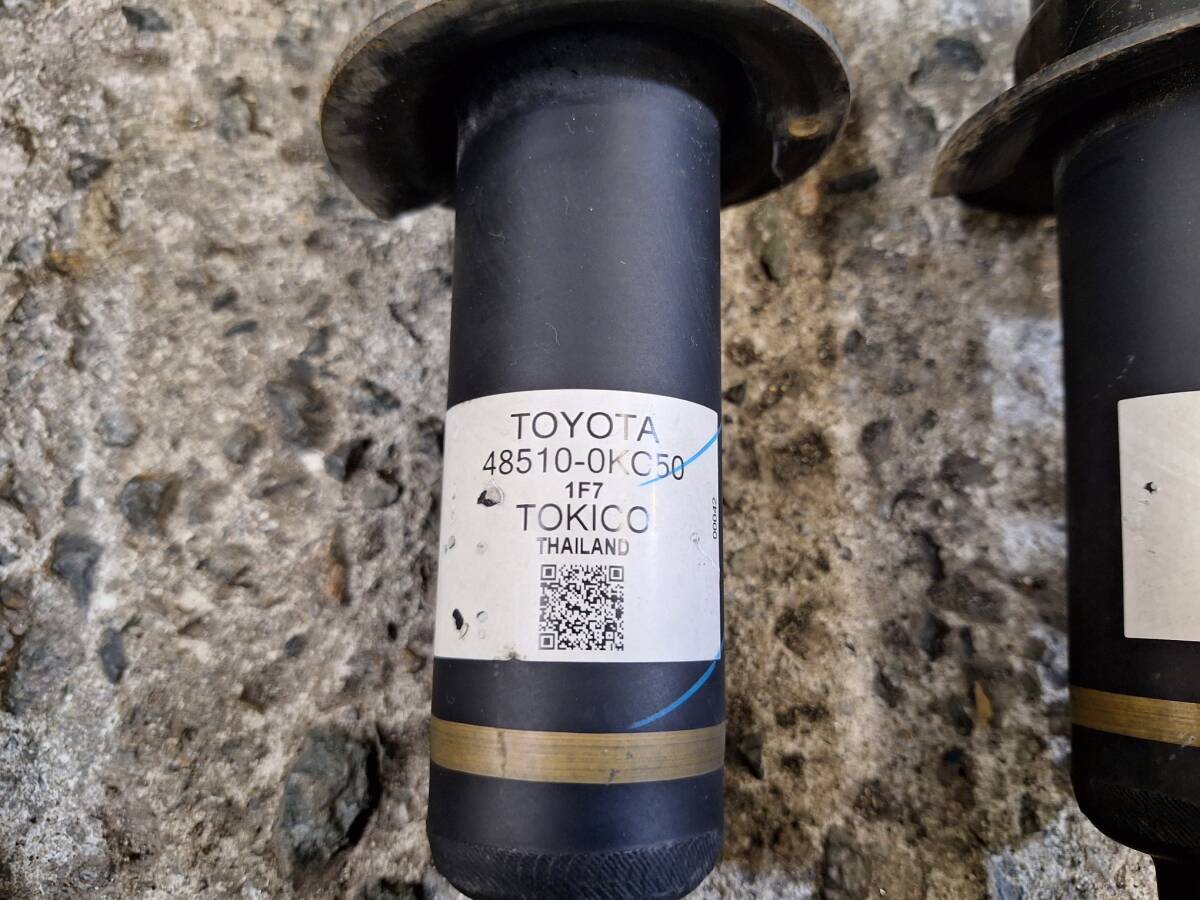 TOYOTA
48510-0KC50
1F7
TOKICO
THAILAND
00042